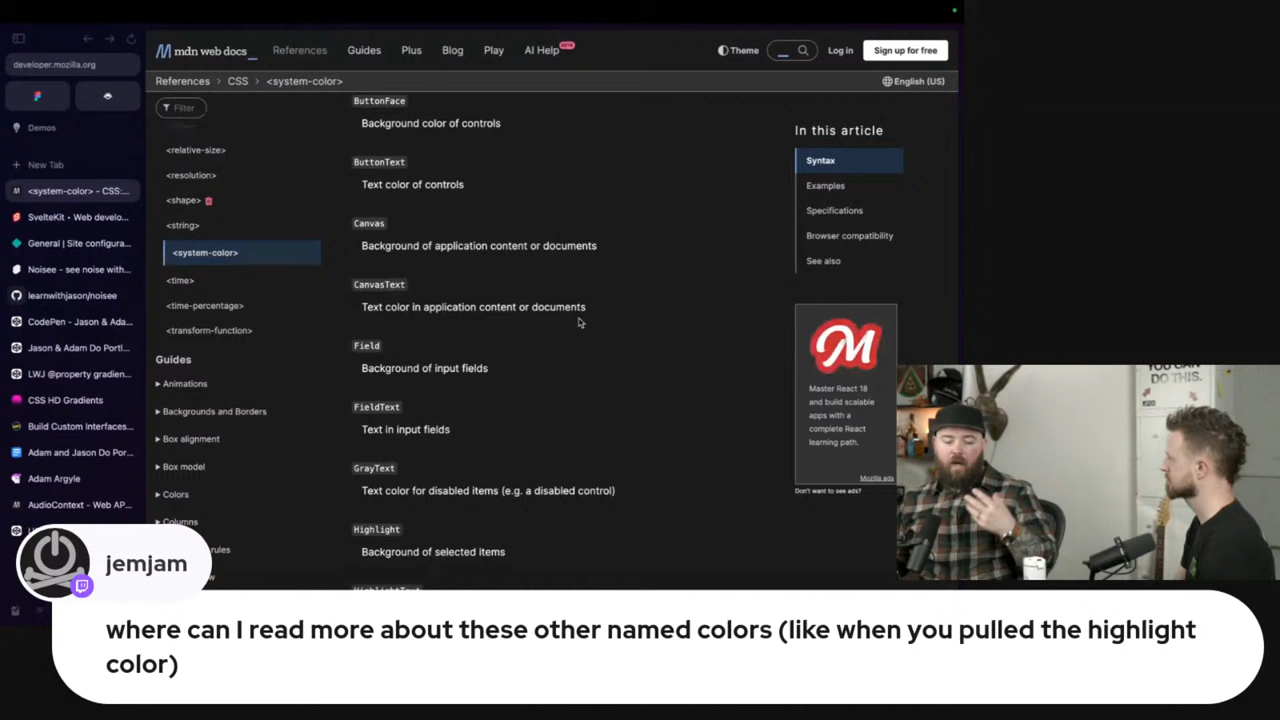 mdn web docs_
References
Guides
Plus
Blog
Play
AI Help
BETA
Theme
Log in
Sign up for free
developer.mozilla.org
References > CSS > <system-color>
English (US)
Filter
Demos
New Tab
<system-color> - CSS:...
SvelteKit • Web develo...
General | Site configura...
Noisee - see noise with...
learnwithjason/noisee
CodePen - Jason & Ada...
Jason & Adam Do Portl...
LWJ @property gradien...
CSS HD Gradients
Build Custom Interfaces...
Adam and Jason Do Por...
Adam Argyle
AudioContext - Web AP...
<relative-size>
<resolution>
<shape>
<string>
<system-color>
<time>
<time-percentage>
<transform-function>
Guides
Animations
Backgrounds and Borders
Box alignment
Box model
Colors
Columns
ButtonFace
Background color of controls
ButtonText
Text color of controls
Canvas
Background of application content or documents
CanvasText
Text color in application content or documents
Field
Background of input fields
FieldText
Text in input fields
GrayText
Text color for disabled items (e.g. a disabled control)
Highlight
Background of selected items
In this article
Syntax
Examples
Specifications
Browser compatibility
See also
Master React 18
and build scalable
apps with a
complete React
learning path.
Mozilla ads
Don't want to see ads?
YOU CAN
DO THIS.
jemjam
where can I read more about these other named colors (like when you pulled the highlight
color)